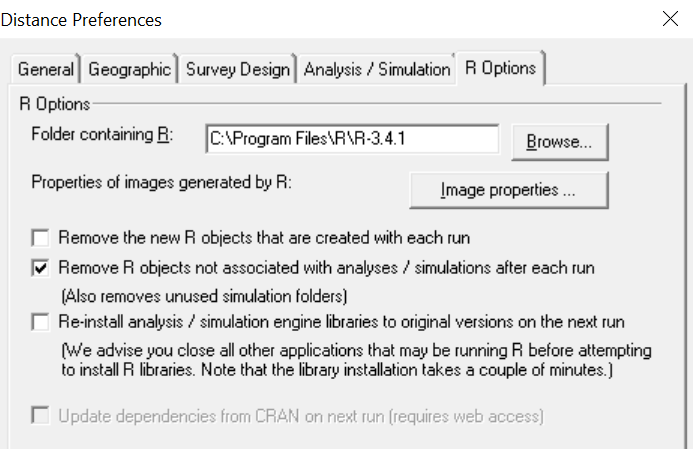 Distance Preferences
General Geographic Survey Design Analysis / Simulation R Options
R Options
Folder containing R: C:\Program Files\R\R-3.4.1 Browse...
Properties of images generated by R: Image properties ...
Remove the new R objects that are created with each run
Remove R objects not associated with analyses / simulations after each run
(Also removes unused simulation folders)
Re-install analysis / simulation engine libraries to original versions on the next run
(We advise you close all other applications that may be running R before attempting
to install R libraries. Note that the library installation takes a couple of minutes.)
Update dependencies from CRAN on next run (requires web access)